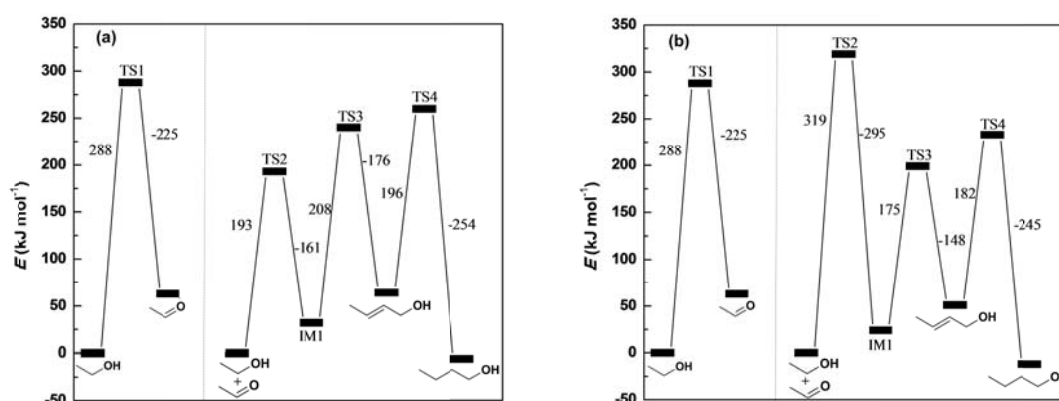 (a)
E (kJ mol-1)
350
300
250
200
150
100
50
0
-50
TS1
288
-225
O
OH
TS2
193
-161
IM1
TS3
208
-176
TS4
196
-254
OH
OH
OH
+
O
(b)
E (kJ mol-1)
350
300
250
200
150
100
50
0
-50
TS1
288
-225
O
OH
TS2
319
-295
IM1
TS3
175
-148
TS4
182
-245
OH
OH
+
O
O